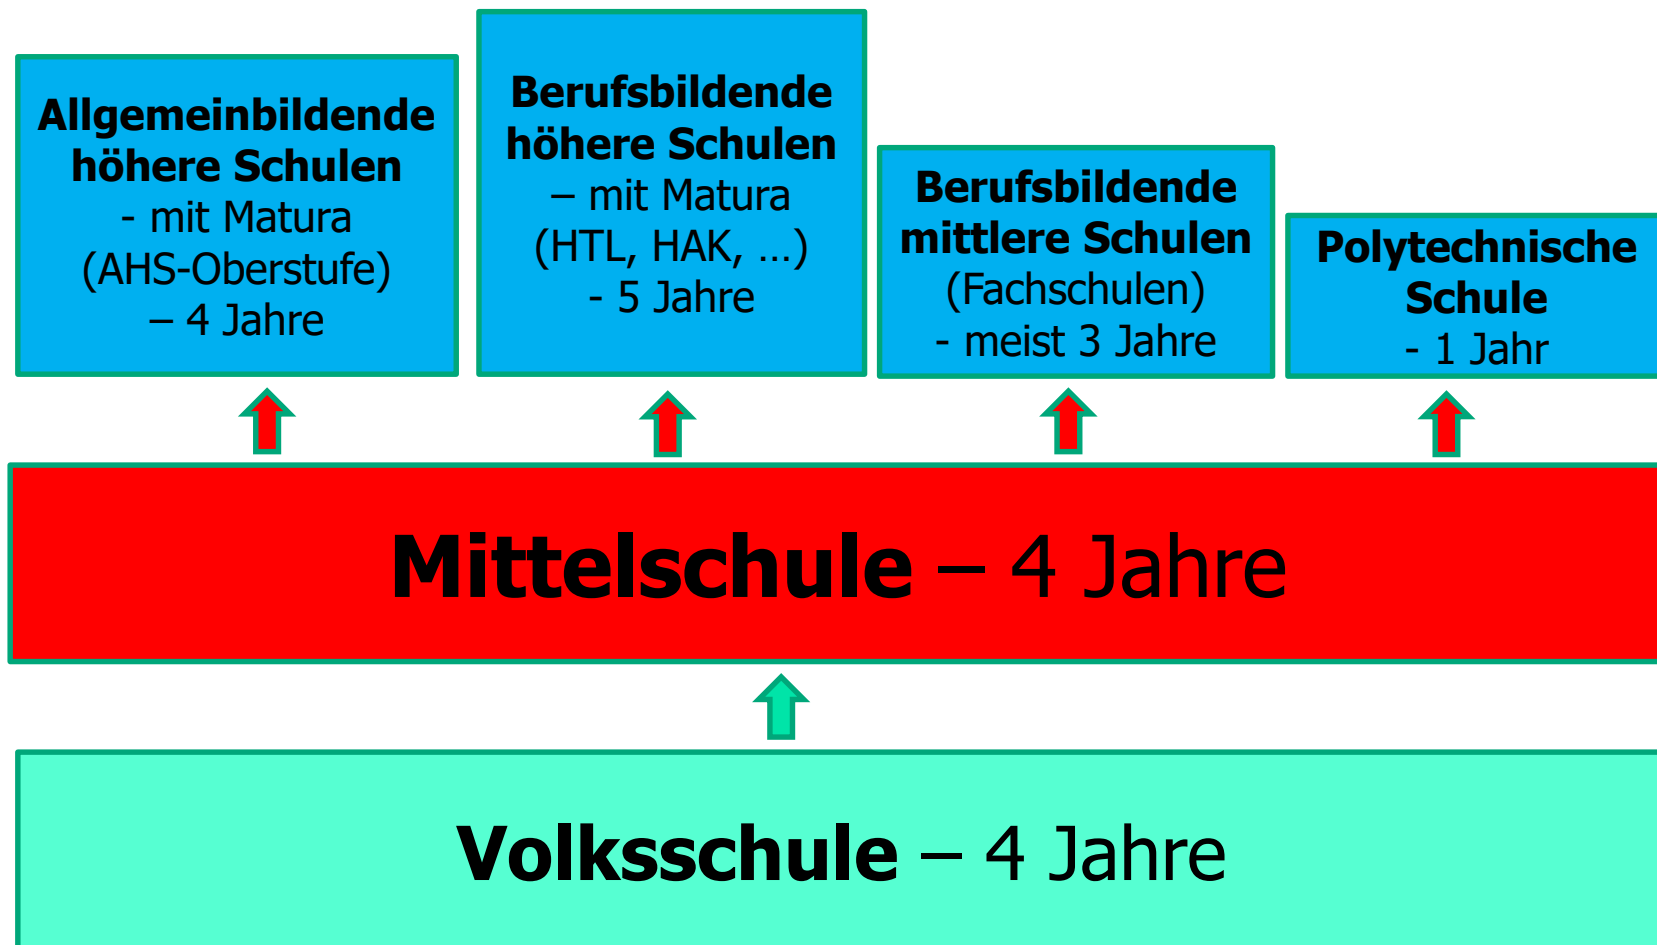 Allgemeinbildende
höhere Schulen
- mit Matura
(AHS-Oberstufe)
– 4 Jahre
Berufsbildende
höhere Schulen
– mit Matura
(HTL, HAK, …)
- 5 Jahre
Berufsbildende
mittlere Schulen
(Fachschulen)
- meist 3 Jahre
Polytechnische
Schule
- 1 Jahr
Mittelschule – 4 Jahre
Volksschule – 4 Jahre